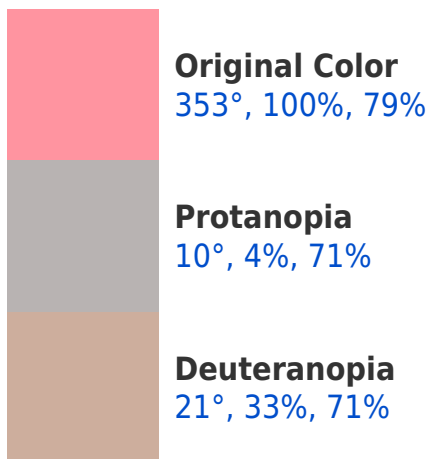 Original Color
353°, 100%, 79%
Protanopia
10°, 4%, 71%
Deuteranopia
21°, 33%, 71%